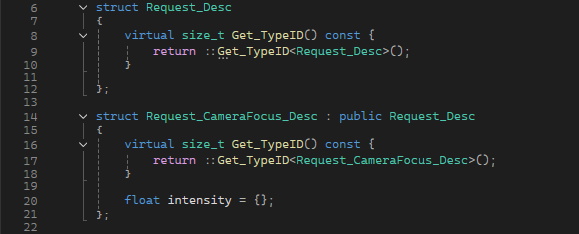 6 struct Request_Desc
7 {
8 virtual size_t Get_TypeID() const {
9 return ::Get_TypeID<Request_Desc>();
10 }
11
12 };
13
14 struct Request_CameraFocus_Desc : public Request_Desc
15 {
16 virtual size_t Get_TypeID() const {
17 return ::Get_TypeID<Request_CameraFocus_Desc>();
18 }
19
20 float intensity = {};
21 };
22